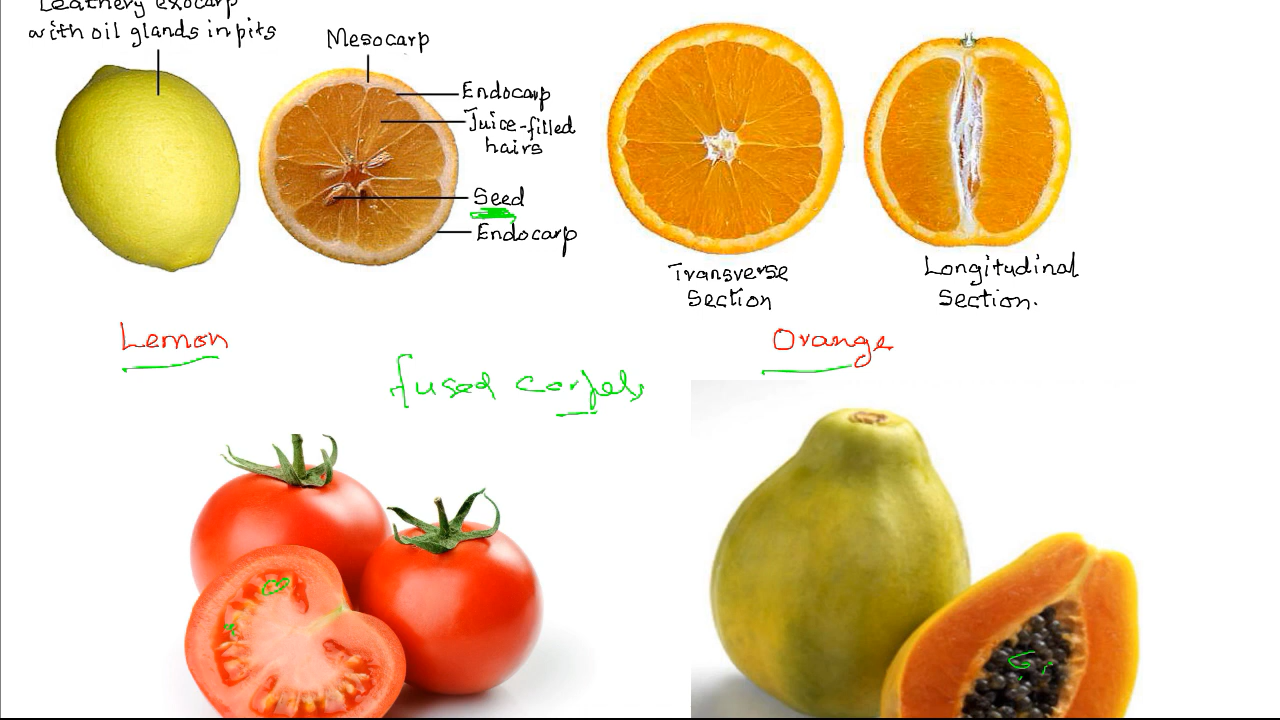 Leathery exocarp
with oil glands in pits
Mesocarp
Endocarp
Juice-filled
hairs
Seed
Endocarp
Transverse
Section
Longitudinal
Section.
Lemon
Orange
fused carpels